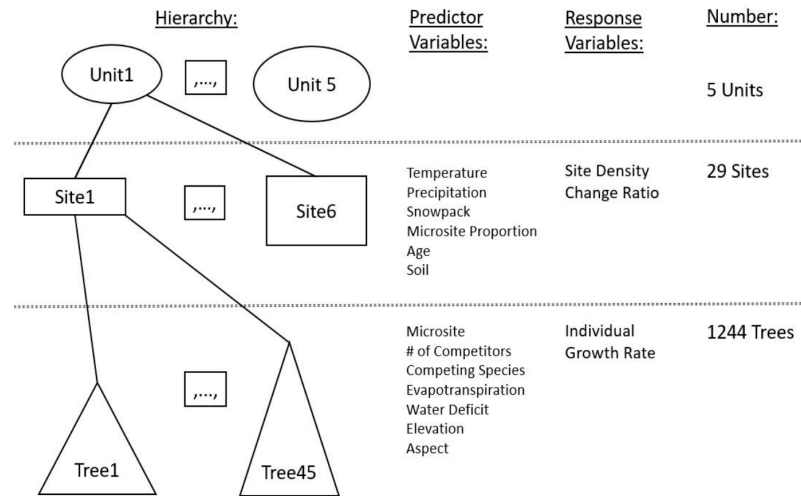 Hierarchy:
Predictor
Variables:
Response
Variables:
Number:
Unit1
,...,
Unit 5
5 Units
Site1
,...,
Site6
Temperature
Precipitation
Snowpack
Microsite Proportion
Age
Soil
Site Density
Change Ratio
29 Sites
Tree1
,...,
Tree45
Microsite
# of Competitors
Competing Species
Evapotranspiration
Water Deficit
Elevation
Aspect
Individual
Growth Rate
1244 Trees